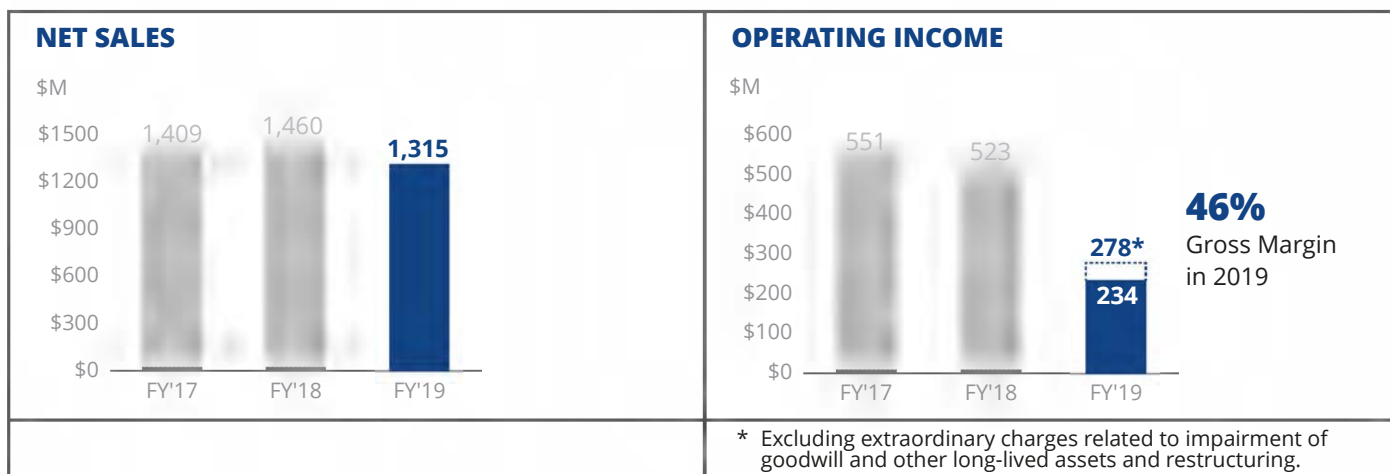 NET SALES
$M
$1500
$1200
$900
$600
$300
$0
1,409
1,460
1,315
FY'17
FY'18
FY'19
OPERATING INCOME
$M
$600
$500
$400
$300
$200
$100
$0
551
523
278*
234
FY'17
FY'18
FY'19
46%
Gross Margin
in 2019
* Excluding extraordinary charges related to impairment of
goodwill and other long-lived assets and restructuring.